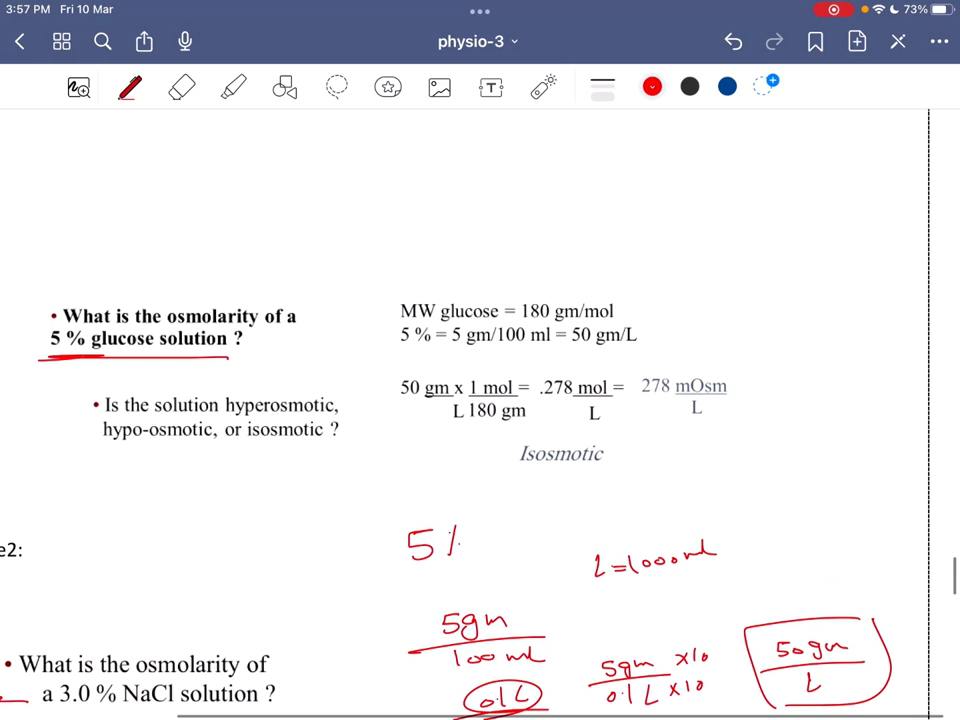 3:57 PM Fri 10 Mar
73%
physio-3
• What is the osmolarity of a
5 % glucose solution ?
MW glucose = 180 gm/mol
5 % = 5 gm/100 ml = 50 gm/L
50 gm x 1 mol = .278 mol = 278 mOsm
L 180 gm L L
• Is the solution hyperosmotic,
hypo-osmotic, or isosmotic ?
Isosmotic
e2:
5 %
L=1000ml
5gm
100 ml
0.1 L
5gm x10
0.1 L x10
50gm
L
• What is the osmolarity of
a 3.0 % NaCl solution ?